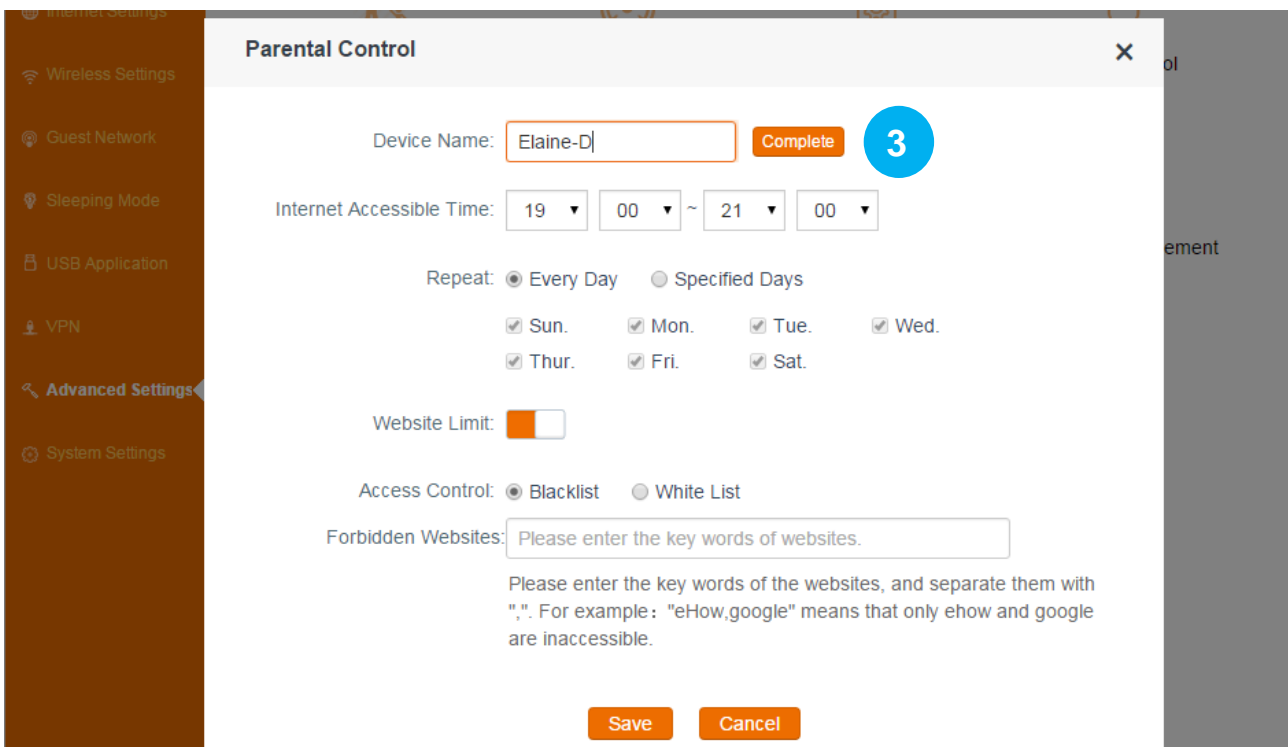 Internet Settings
Parental Control
×
ol
Wireless Settings
Guest Network
Device Name: Elaine-D Complete 3
Sleeping Mode
Internet Accessible Time: 19 00 ~ 21 00
ement
USB Application
Repeat: Every Day Specified Days
VPN
Sun. Mon. Tue. Wed.
Thur. Fri. Sat.
Advanced Settings
Website Limit:
System Settings
Access Control: Blacklist White List
Forbidden Websites: Please enter the key words of websites.
Please enter the key words of the websites, and separate them with
",". For example："eHow,google" means that only ehow and google
are inaccessible.
Save Cancel